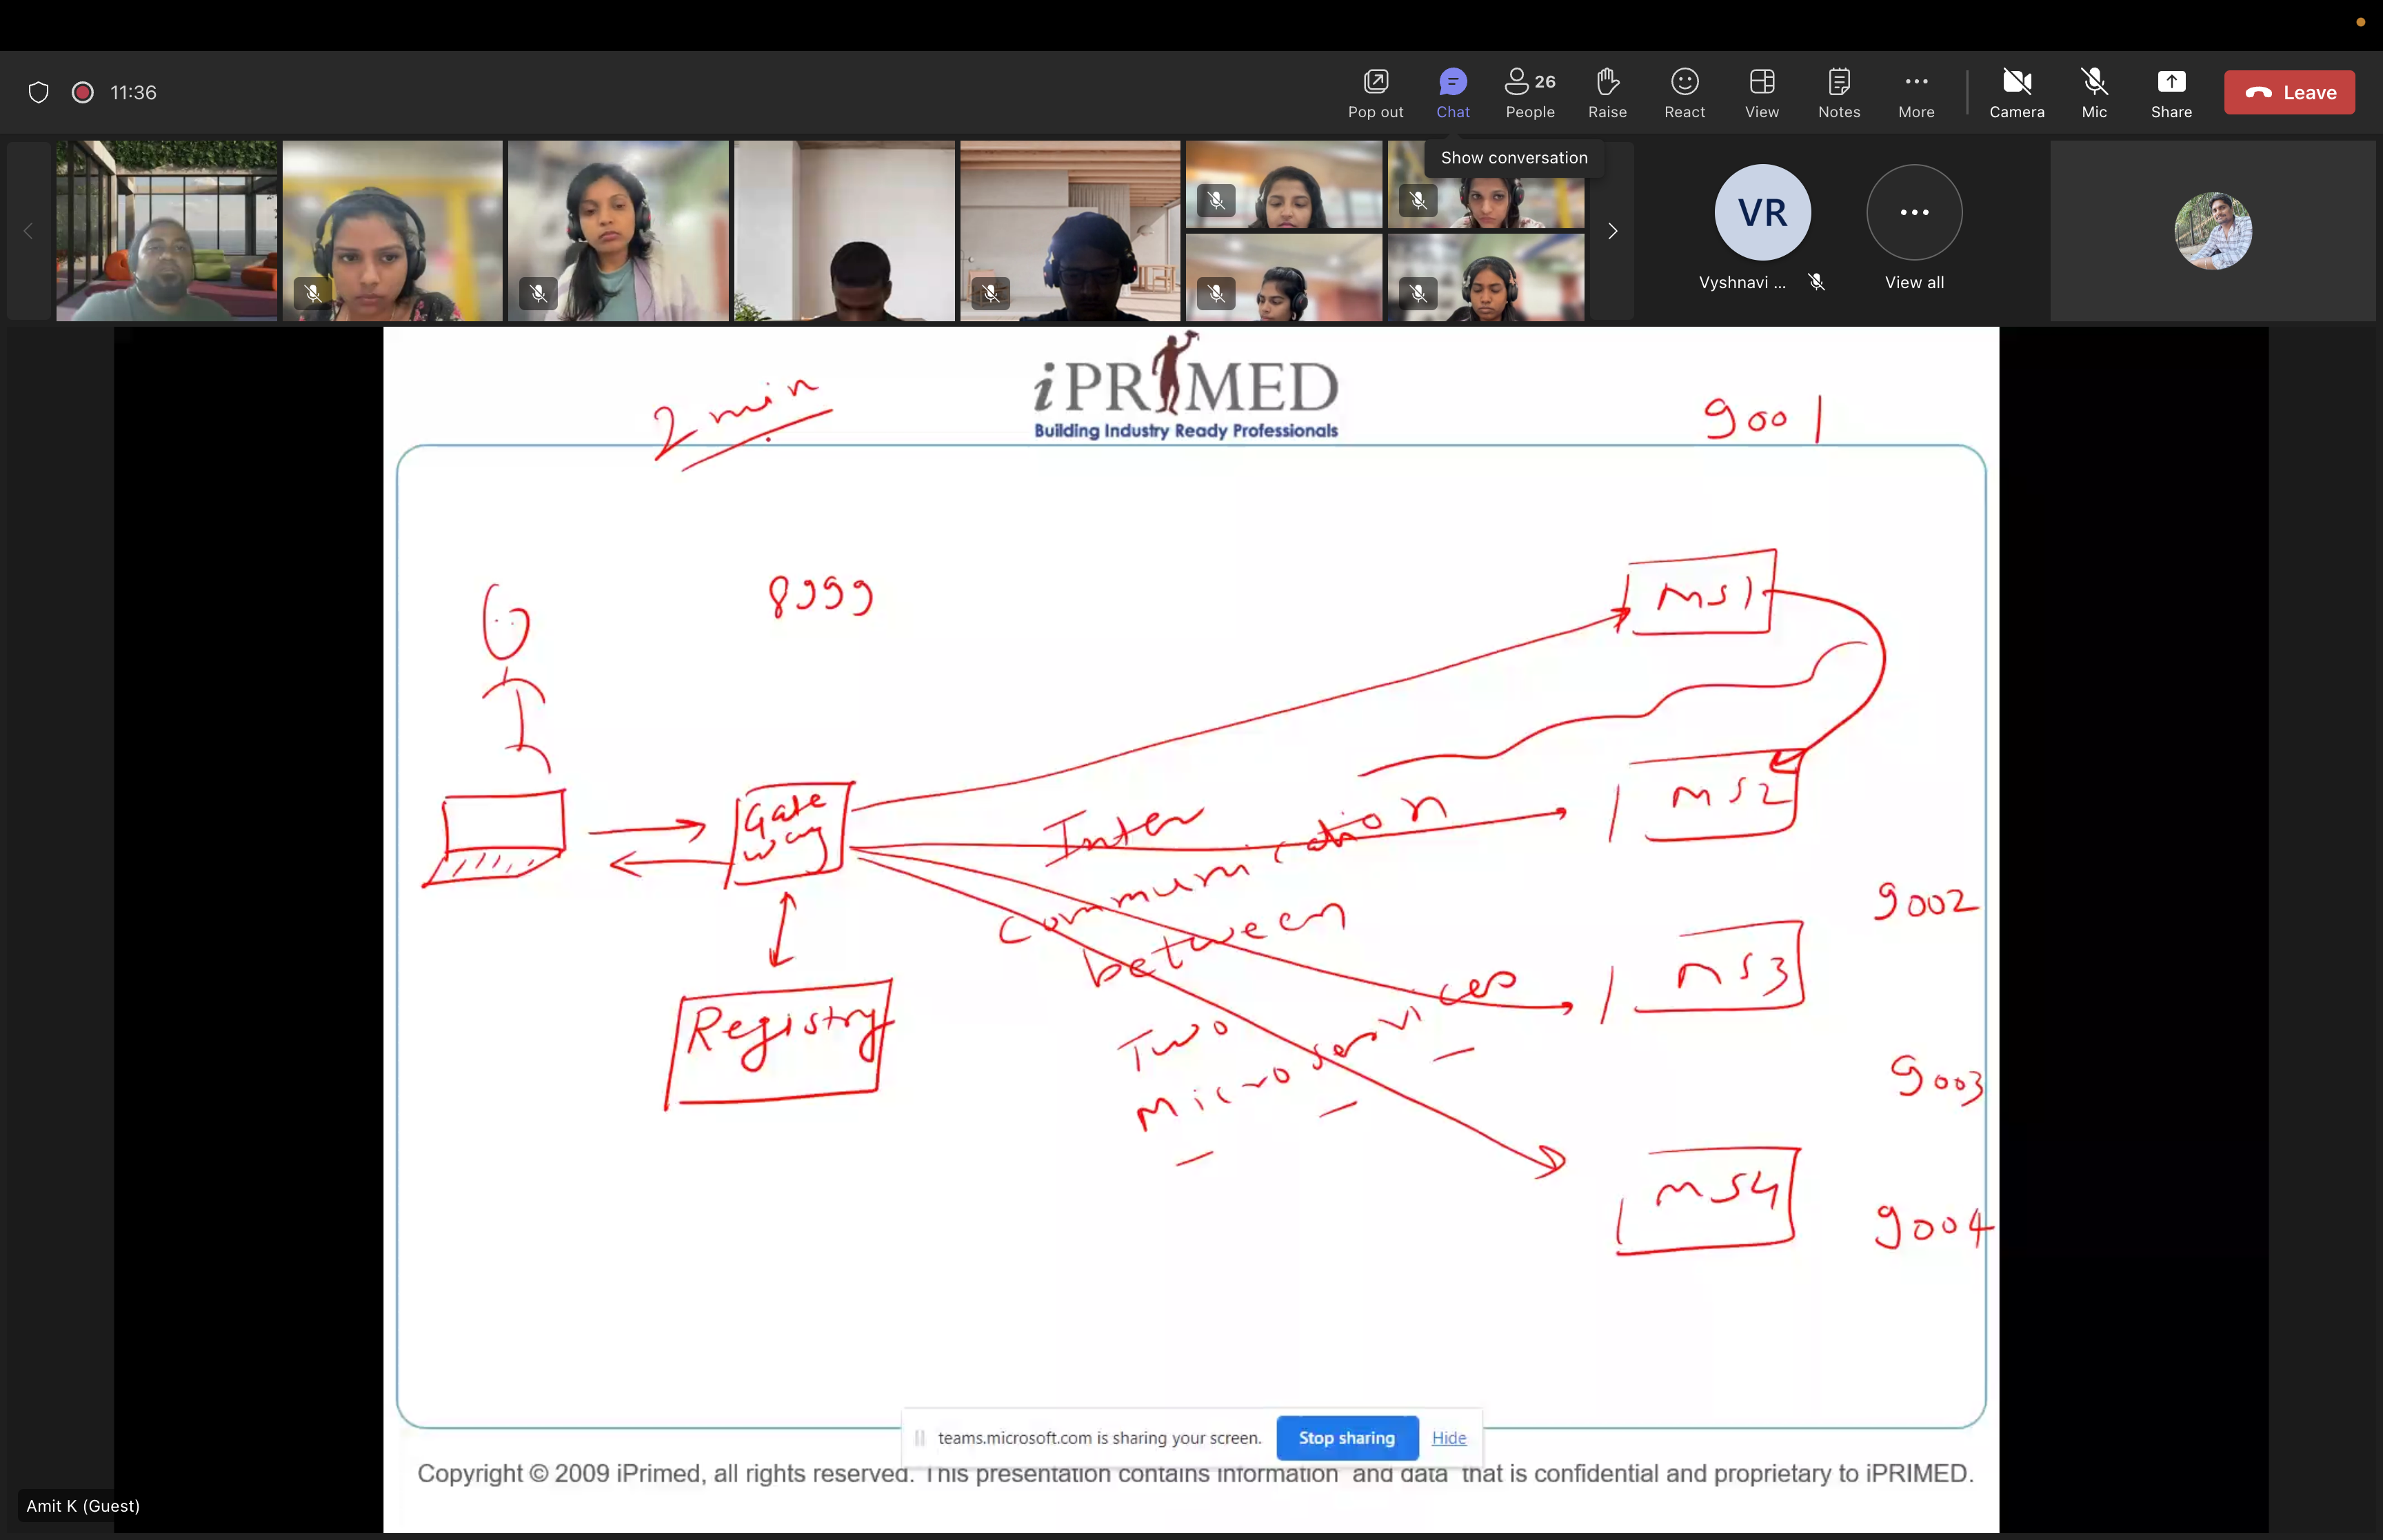 11:36
Pop out
Chat
26
People
Raise
React
View
Notes
More
Camera
Mic
Share
Leave
Show conversation
VR
Vyshnavi ...
...
View all
iPRIMED
Building Industry Ready Professionals
2 min
9001
8999
MS1
MS2
Gate
way
Inter
communication
between
Two
Microservices
9002
MS3
Registry
9003
MS4
9004
teams.microsoft.com is sharing your screen.
Stop sharing
Hide
Copyright © 2009 iPrimed, all rights reserved. This presentation contains information and data that is confidential and proprietary to iPRIMED.
Amit K (Guest)